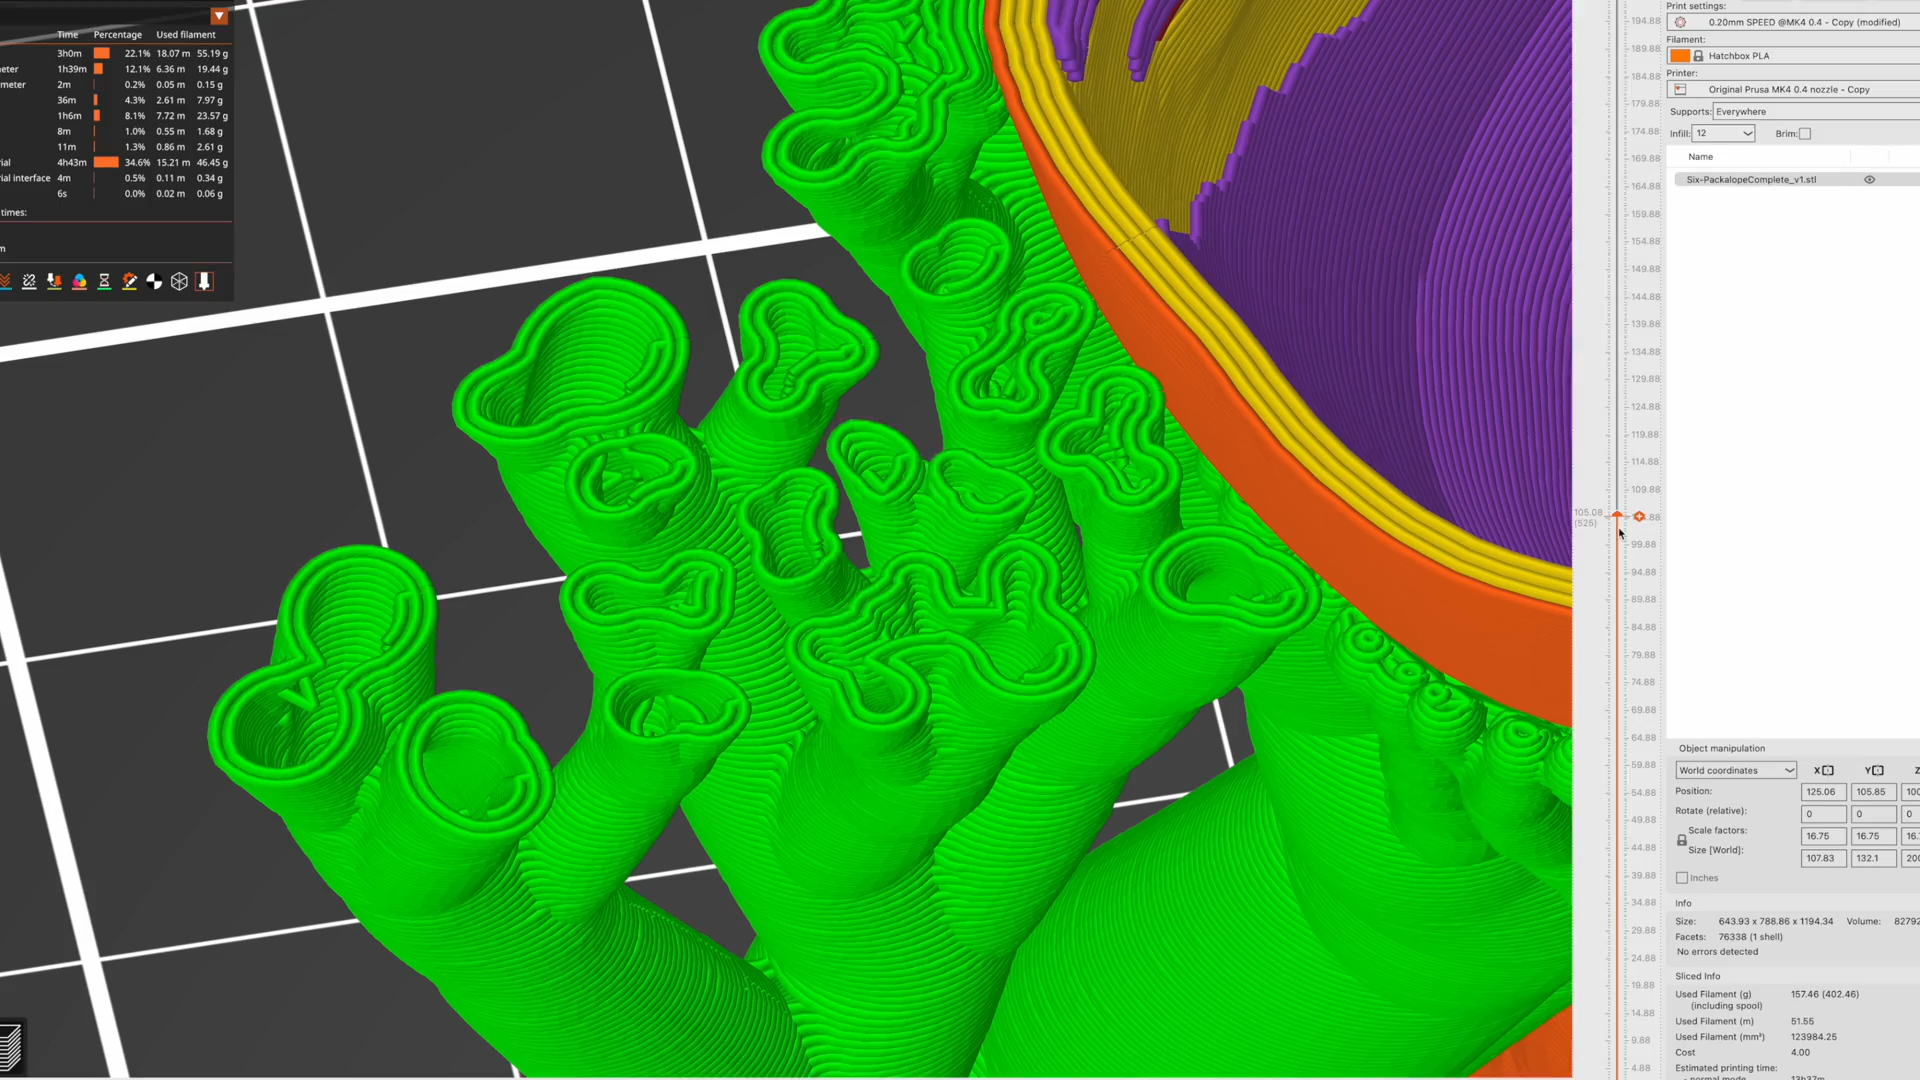 Time Percentage Used filament
3h0m 22.1% 18.07 m 55.19 g
meter 1h39m 12.1% 6.36 m 19.44 g
meter 2m 0.2% 0.05 m 0.15 g
36m 4.3% 2.61 m 7.97 g
1h6m 8.1% 7.72 m 23.57 g
8m 1.0% 0.55 m 1.68 g
11m 1.3% 0.86 m 2.61 g
rial 4h43m 34.6% 15.21 m 46.45 g
rial interface 4m 0.5% 0.11 m 0.34 g
6s 0.0% 0.02 m 0.06 g
times:
m
105.08
(525)
194.88
189.88
184.88
179.88
174.88
169.88
164.88
159.88
154.88
149.88
144.88
139.88
134.88
129.88
124.88
119.88
114.88
109.88
.88
99.88
94.88
89.88
84.88
79.88
74.88
69.88
64.88
59.88
54.88
49.88
44.88
39.88
34.88
29.88
24.88
19.88
14.88
9.88
4.88
Print settings:
0.20mm SPEED @MK4 0.4 - Copy (modified)
Filament:
Hatchbox PLA
Printer:
Original Prusa MK4 0.4 nozzle - Copy
Supports: Everywhere
Infill: 12 Brim:
Name
Six-PackalopeComplete_v1.stl
Object manipulation
World coordinates X Y Z
Position: 125.06 105.85 100
Rotate (relative): 0 0 0
Scale factors: 16.75 16.75 16.
Size [World]: 107.83 132.1 200
Inches
Info
Size: 643.93 x 788.86 x 1194.34 Volume: 82792
Facets: 76338 (1 shell)
No errors detected
Sliced Info
Used Filament (g) 157.46 (402.46)
(including spool)
Used Filament (m) 51.55
Used Filament (mm³) 123984.25
Cost 4.00
Estimated printing time:
- normal mode 13h37m